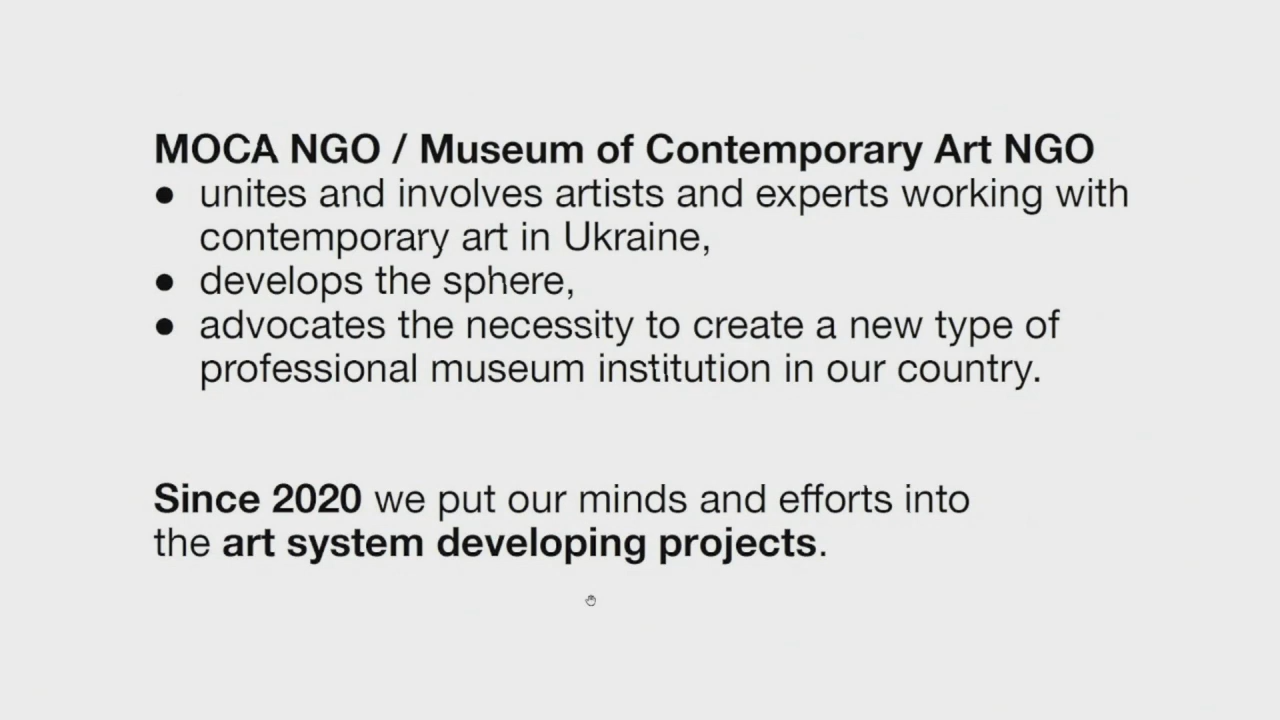 MOCA NGO / Museum of Contemporary Art NGO
● unites and involves artists and experts working with
contemporary art in Ukraine,
● develops the sphere,
● advocates the necessity to create a new type of
professional museum institution in our country.
Since 2020 we put our minds and efforts into
the art system developing projects.